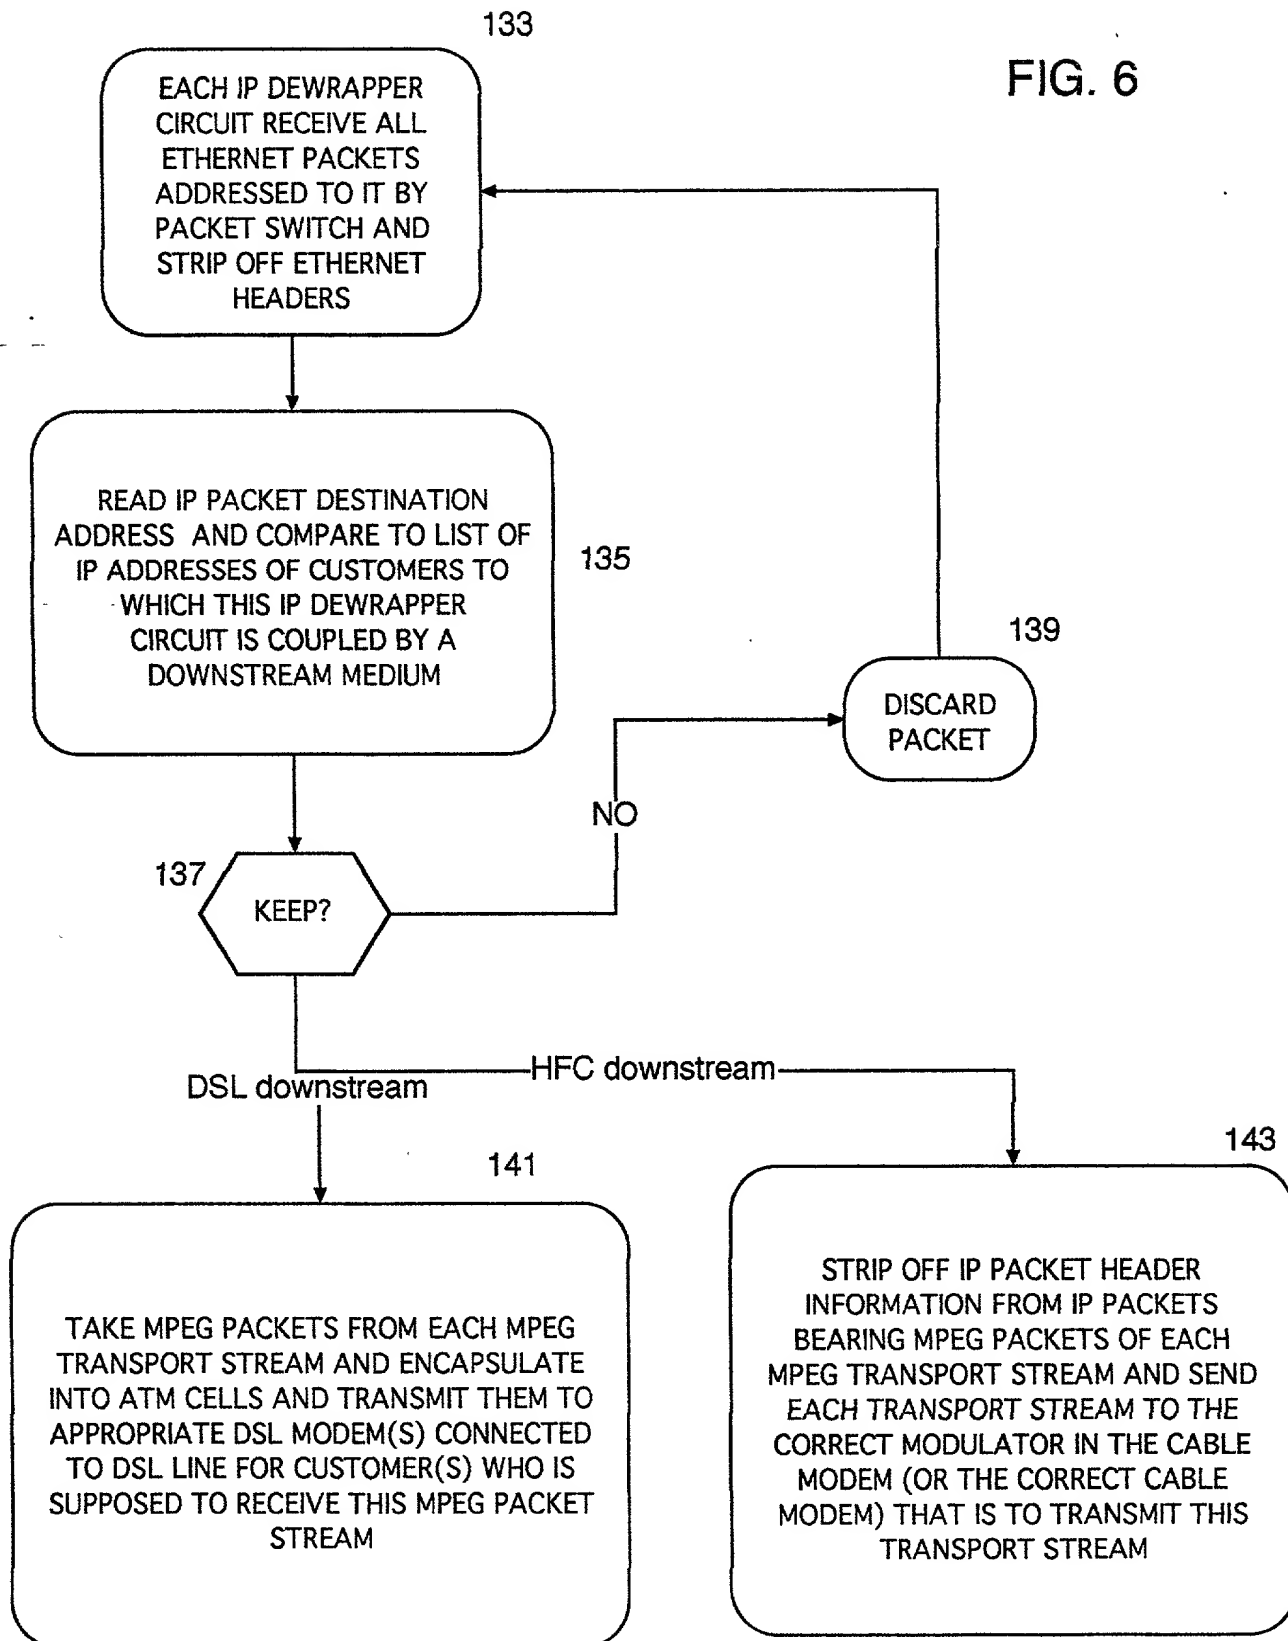 133
FIG. 6
EACH IP DEWRAPPER
CIRCUIT RECEIVE ALL
ETHERNET PACKETS
ADDRESSED TO IT BY
PACKET SWITCH AND
STRIP OFF ETHERNET
HEADERS
READ IP PACKET DESTINATION
ADDRESS AND COMPARE TO LIST OF
IP ADDRESSES OF CUSTOMERS TO
WHICH THIS IP DEWRAPPER
CIRCUIT IS COUPLED BY A
DOWNSTREAM MEDIUM
135
139
DISCARD
PACKET
NO
137
KEEP?
DSL downstream
HFC downstream
141
TAKE MPEG PACKETS FROM EACH MPEG
TRANSPORT STREAM AND ENCAPSULATE
INTO ATM CELLS AND TRANSMIT THEM TO
APPROPRIATE DSL MODEM(S) CONNECTED
TO DSL LINE FOR CUSTOMER(S) WHO IS
SUPPOSED TO RECEIVE THIS MPEG PACKET
STREAM
143
STRIP OFF IP PACKET HEADER
INFORMATION FROM IP PACKETS
BEARING MPEG PACKETS OF EACH
MPEG TRANSPORT STREAM AND SEND
EACH TRANSPORT STREAM TO THE
CORRECT MODULATOR IN THE CABLE
MODEM (OR THE CORRECT CABLE
MODEM) THAT IS TO TRANSMIT THIS
TRANSPORT STREAM